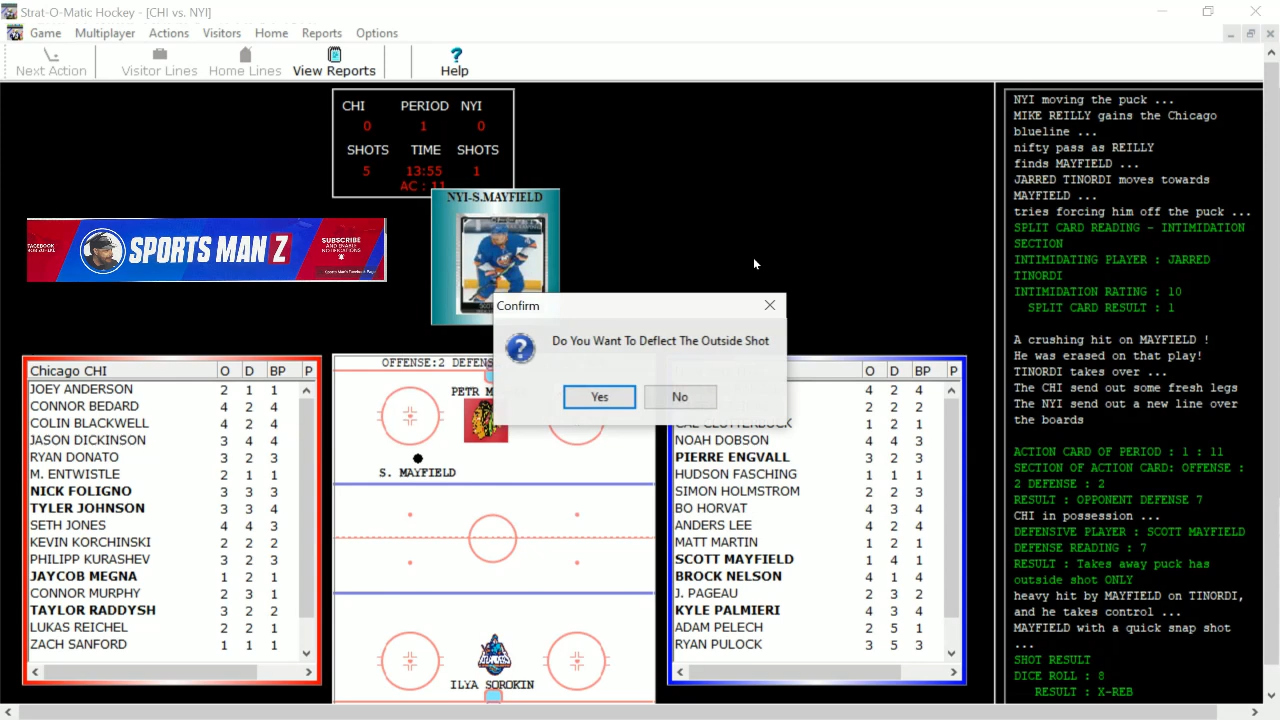 Strat-O-Matic Hockey - [CHI vs. NYI]
Game Multiplayer Actions Visitors Home Reports Options
Next Action Visitor Lines Home Lines View Reports Help
CHI PERIOD NYI
0 1 0
SHOTS TIME SHOTS
5 13:55 1
AC : 11
NYI-S.MAYFIELD
SPORTS MAN Z
SUBSCRIBE
AND ENABLE
NOTIFICATIONS
Sports Man's Facebook Page
Confirm
Do You Want To Deflect The Outside Shot
Yes No
Chicago CHI O D BP P
JOEY ANDERSON 2 1 1
CONNOR BEDARD 4 2 4
COLIN BLACKWELL 2 2 4
JASON DICKINSON 3 4 4
RYAN DONATO 3 2 3
M. ENTWISTLE 2 1 1
NICK FOLIGNO 3 3 3
TYLER JOHNSON 3 3 4
SETH JONES 4 4 3
KEVIN KORCHINSKI 2 2 2
PHILIPP KURASHEV 3 2 3
JAYCOB MEGNA 1 2 1
CONNOR MURPHY 2 3 1
TAYLOR RADDYSH 3 2 2
LUKAS REICHEL 2 2 1
ZACH SANFORD 1 1 1
OFFENSE:2 DEFENS
PETR M
S. MAYFIELD
ILYA SOROKIN
O D BP P
4 2 4
2 2 2
1 2 1
NOAH DOBSON 4 4 3
PIERRE ENGVALL 3 2 3
HUDSON FASCHING 1 1 1
SIMON HOLMSTROM 2 2 3
BO HORVAT 4 3 4
ANDERS LEE 4 2 4
MATT MARTIN 1 2 1
SCOTT MAYFIELD 1 4 1
BROCK NELSON 4 1 4
J. PAGEAU 2 3 2
KYLE PALMIERI 4 3 4
ADAM PELECH 2 5 1
RYAN PULOCK 3 5 3
NYI moving the puck ...
MIKE REILLY gains the Chicago
blueline ...
nifty pass as REILLY
finds MAYFIELD ...
JARRED TINORDI moves towards
MAYFIELD ...
tries forcing him off the puck ...
SPLIT CARD READING - INTIMIDATION
SECTION
INTIMIDATING PLAYER : JARRED
TINORDI
INTIMIDATION RATING : 10
SPLIT CARD RESULT : 1
A crushing hit on MAYFIELD !
He was erased on that play!
TINORDI takes over ...
The CHI send out some fresh legs
The NYI send out a new line over
the boards
ACTION CARD OF PERIOD : 1 : 11
SECTION OF ACTION CARD: OFFENSE :
2 DEFENSE : 2
RESULT : OPPONENT DEFENSE 7
CHI in possession ...
DEFENSIVE PLAYER : SCOTT MAYFIELD
DEFENSE READING : 7
RESULT : Takes away puck has
outside shot ONLY
heavy hit by MAYFIELD on TINORDI,
and he takes control ...
MAYFIELD with a quick snap shot
...
SHOT RESULT
DICE ROLL : 8
RESULT : X-REB